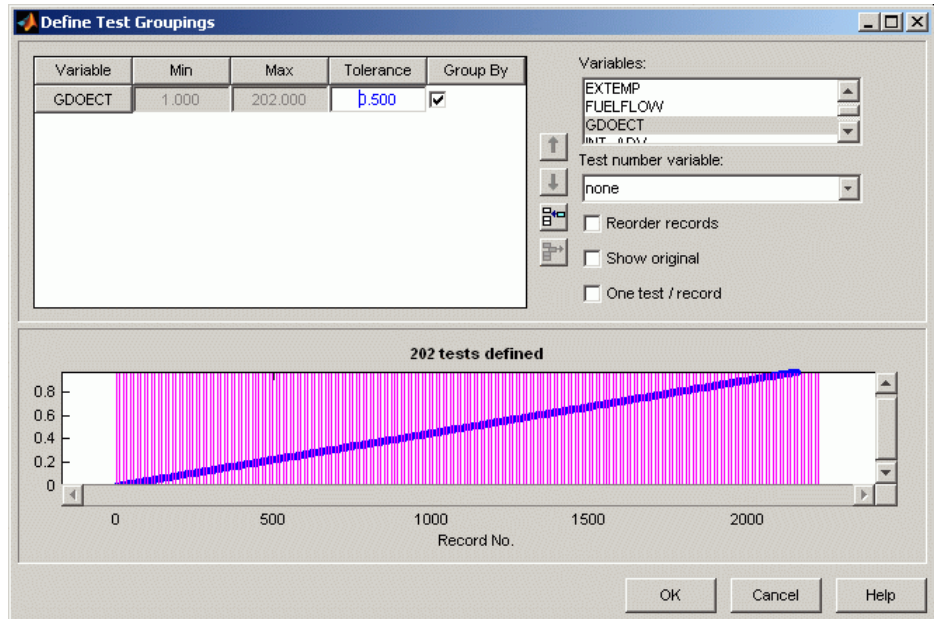 Define Test Groupings
Variable Min Max Tolerance Group By
GDOECT 1.000 202.000 0.500
Variables:
EXTEMP
FUELFLOW
GDOECT
Test number variable:
none
Reorder records
Show original
One test / record
202 tests defined
0.8
0.6
0.4
0.2
0
0 500 1000 1500 2000
Record No.
OK Cancel Help